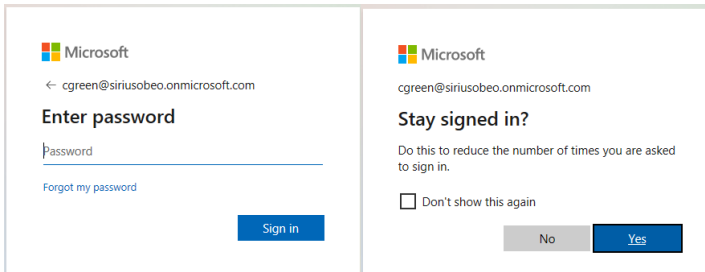 Microsoft
← cgreen@siriusobeo.onmicrosoft.com
Enter password
Password
Forgot my password
Sign in
Microsoft
cgreen@siriusobeo.onmicrosoft.com
Stay signed in?
Do this to reduce the number of times you are asked
to sign in.
Don't show this again
No
Yes